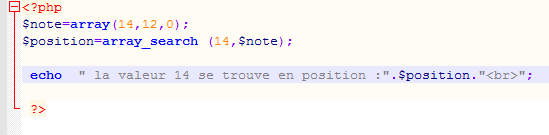 <?php
$note=array(14,12,0);
$position=array_search (14,$note);
echo " la valeur 14 se trouve en position :".$position."<br>";
?>